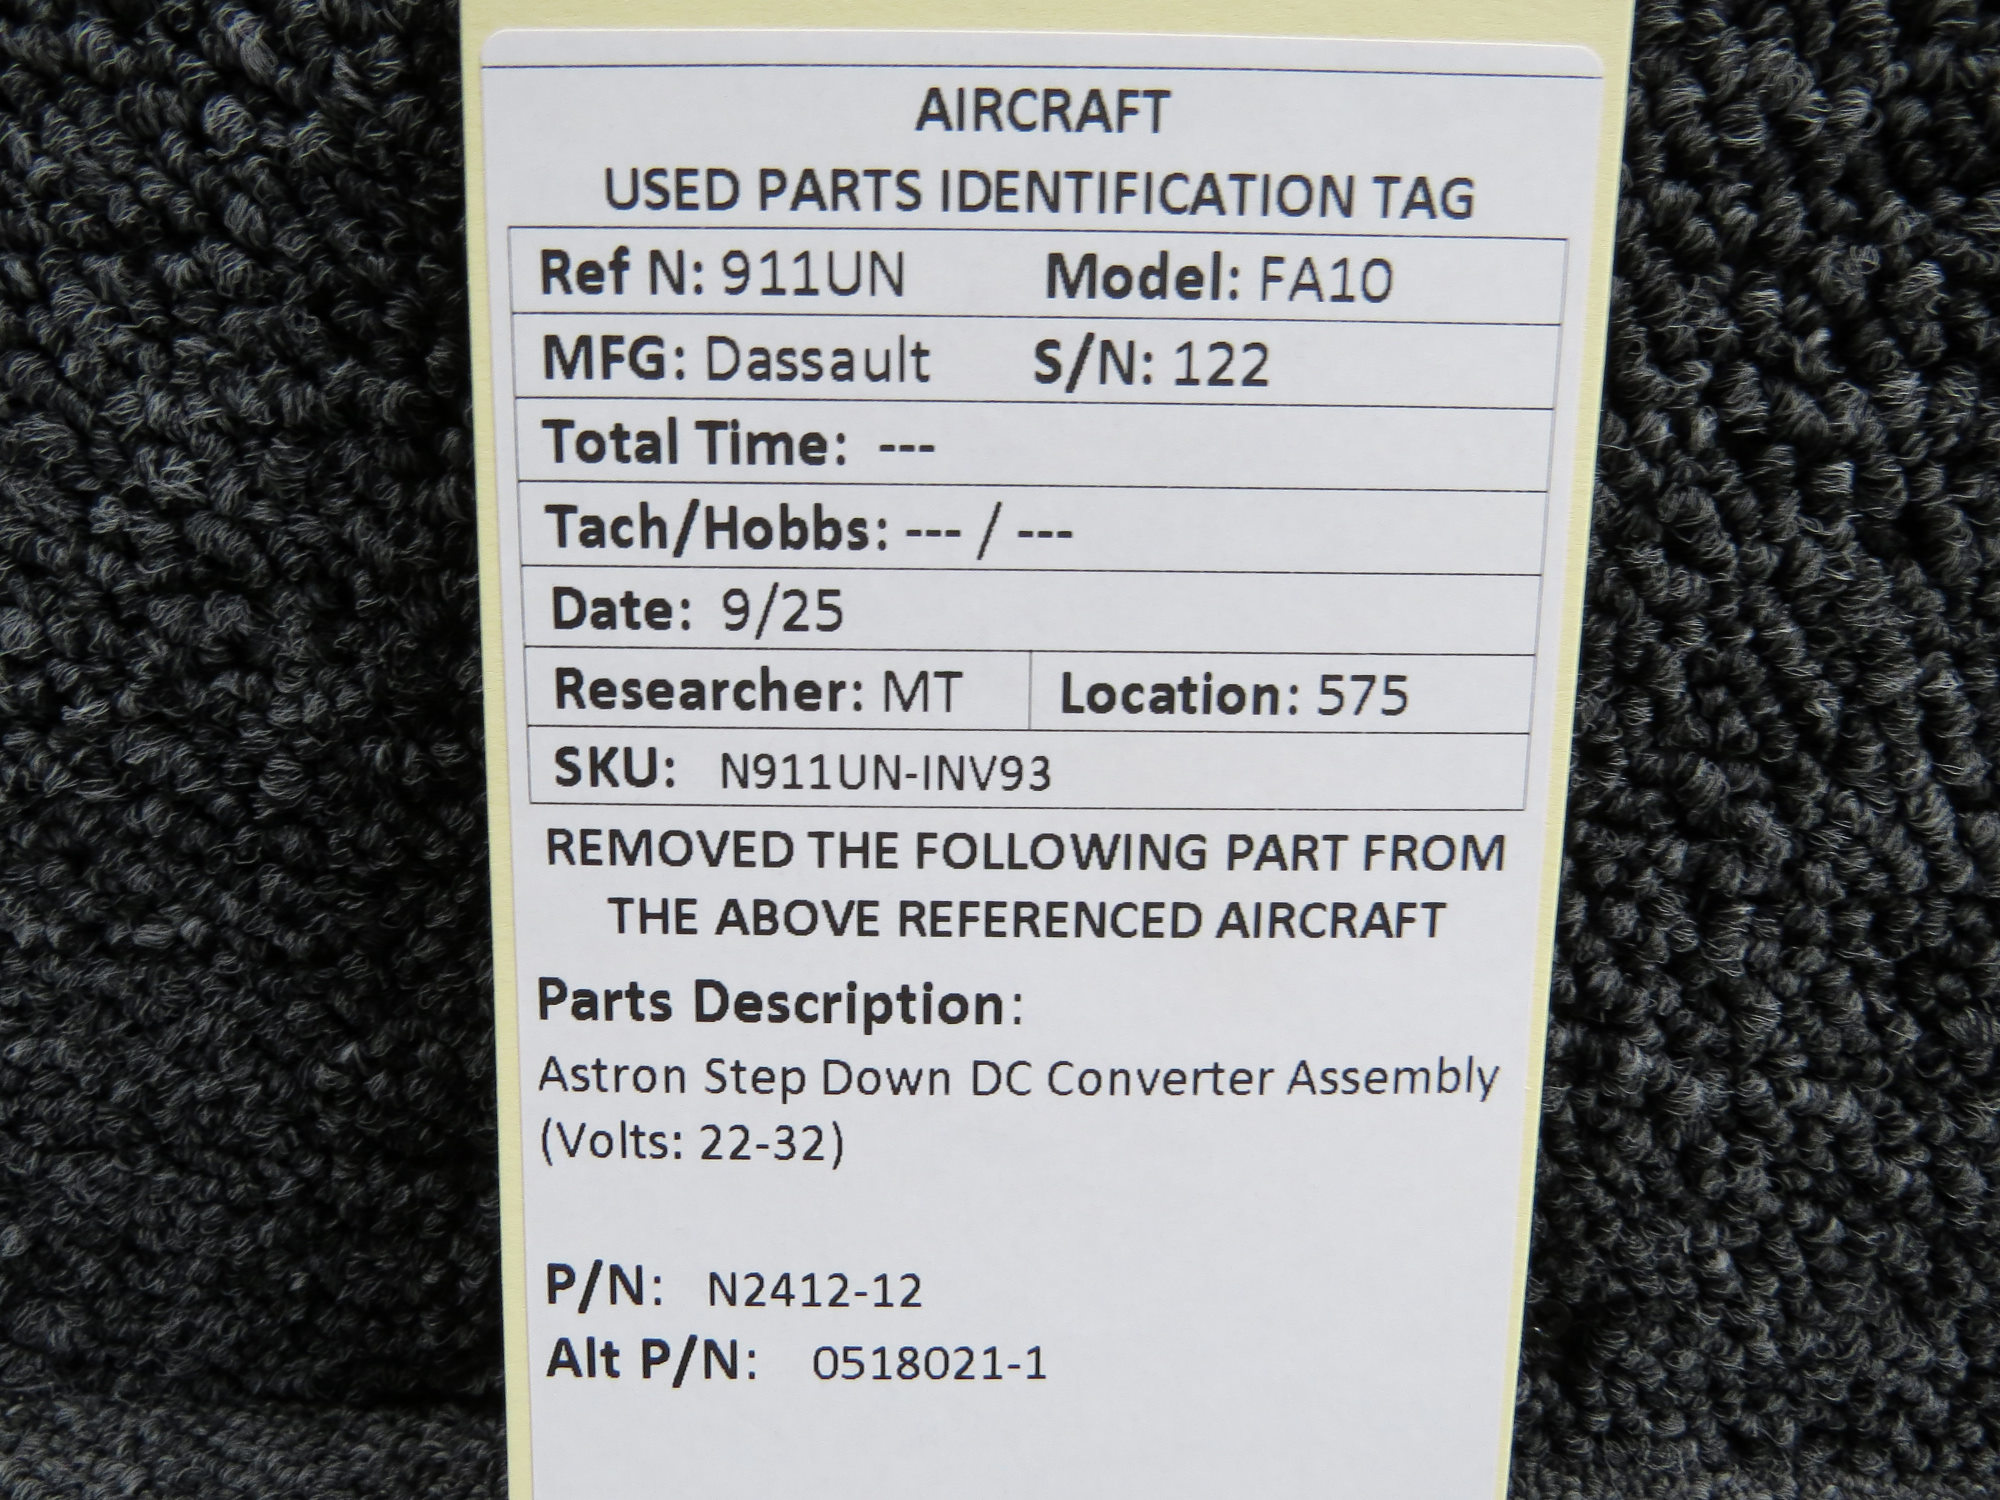 AIRCRAFT
USED PARTS IDENTIFICATION TAG
Ref N: 911UN Model: FA10
MFG: Dassault S/N: 122
Total Time: ---
Tach/Hobbs: --- / ---
Date: 9/25
Researcher: MT Location: 575
SKU: N911UN-INV93
REMOVED THE FOLLOWING PART FROM
THE ABOVE REFERENCED AIRCRAFT
Parts Description:
Astron Step Down DC Converter Assembly
(Volts: 22-32)
P/N: N2412-12
Alt P/N: 0518021-1